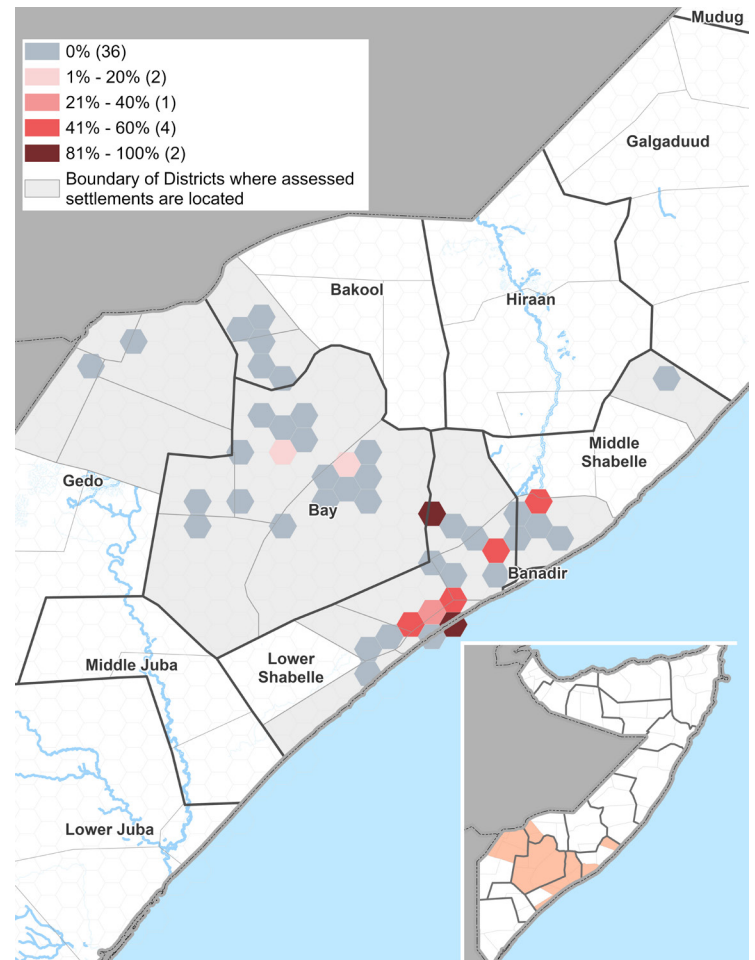 Mudug
0% (36)
1% - 20% (2)
21% - 40% (1)
41% - 60% (4)
81% - 100% (2)
Boundary of Districts where assessed
settlements are located
Galgaduud
Bakool
Hiraan
Middle
Shabelle
Gedo
Bay
Banadir
Middle Juba
Lower
Shabelle
Lower Juba